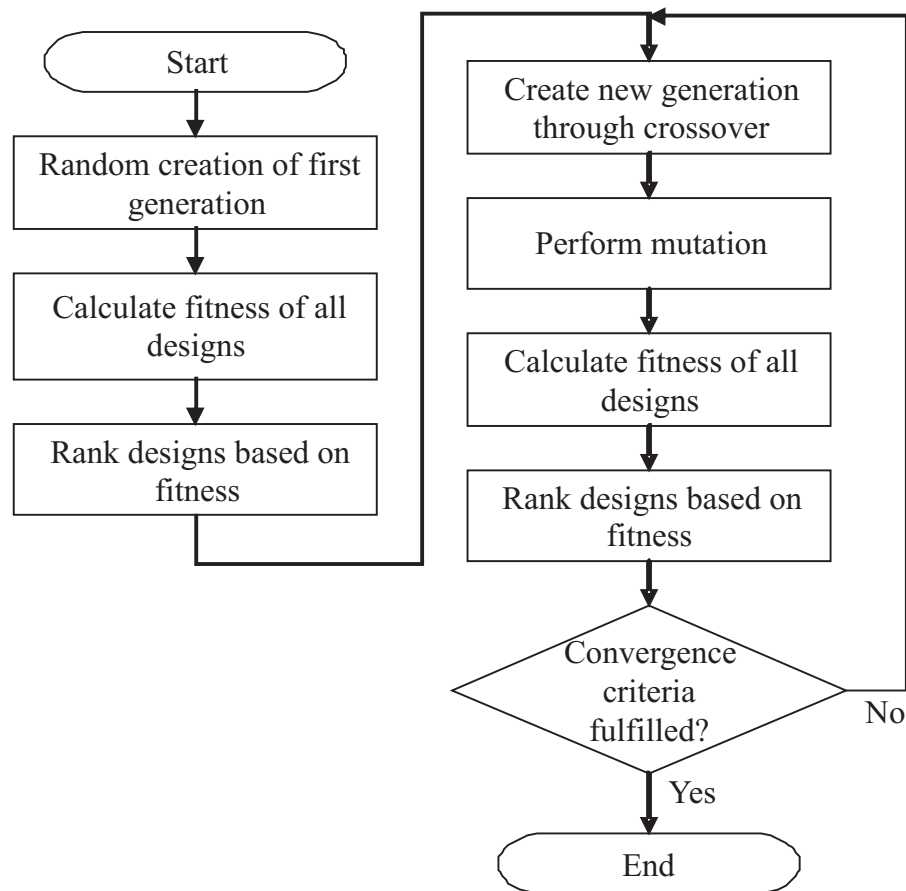 Start
Random creation of first
generation
Calculate fitness of all
designs
Rank designs based on
fitness
Create new generation
through crossover
Perform mutation
Calculate fitness of all
designs
Rank designs based on
fitness
Convergence
criteria
fulfilled?
No
Yes
End